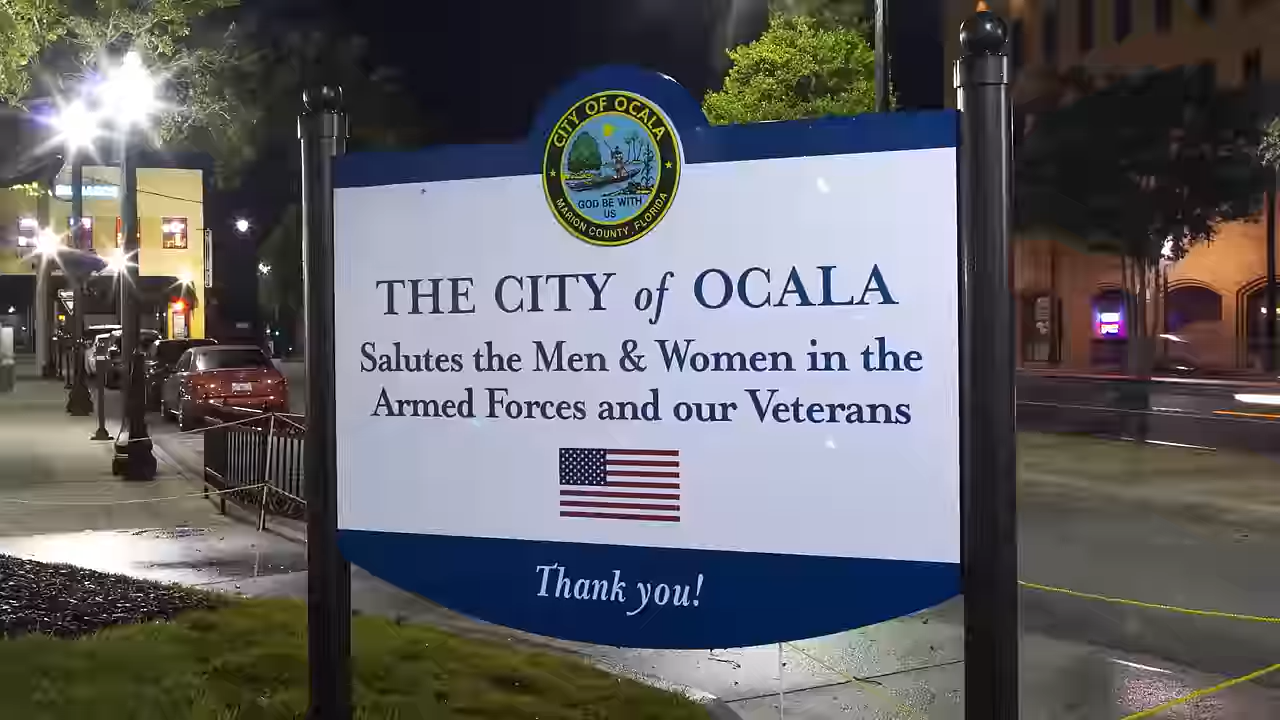 CITY OF OCALA
GOD BE WITH
US
MARION COUNTY, FLORIDA
THE CITY of OCALA
Salutes the Men & Women in the
Armed Forces and our Veterans
Thank you!